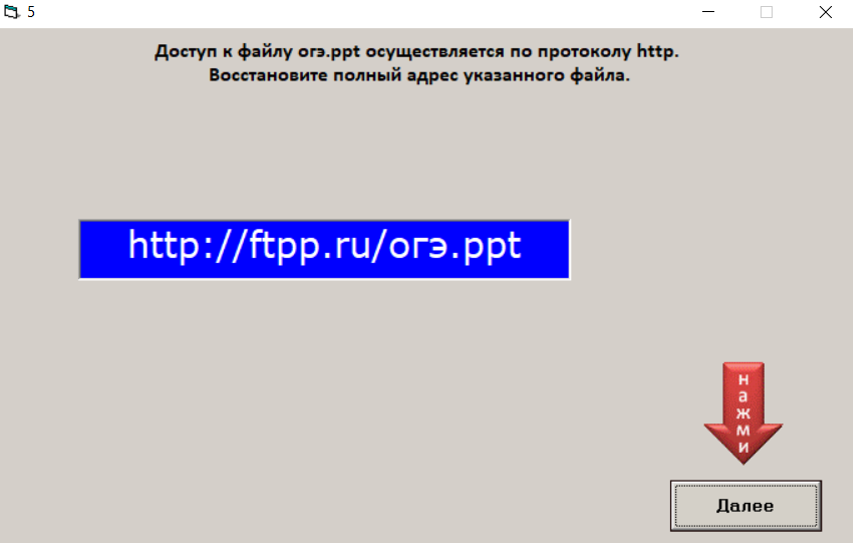 5
Доступ к файлу огэ.ppt осуществляется по протоколу http.
Восстановите полный адрес указанного файла.
http://ftpp.ru/огэ.ppt
нажми
Далее